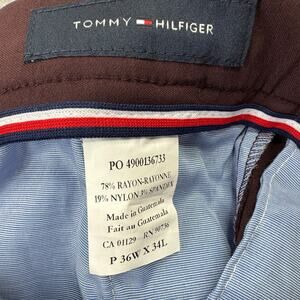 TOMMY HILFIGER
PO 4900136733
78% RAYON-RAYONNE
19% NYLON 3% SPANDEX
Made in Guatemala
Fait au Guatemala
CA 01129 RN 90736
P 36W X 34L